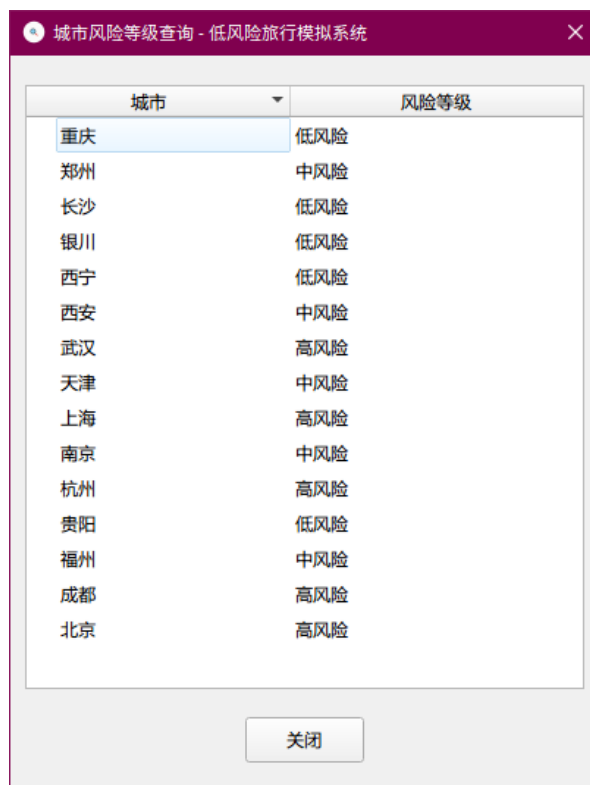 城市风险等级查询 - 低风险旅行模拟系统
城市 风险等级
重庆 低风险
郑州 中风险
长沙 低风险
银川 低风险
西宁 低风险
西安 中风险
武汉 高风险
天津 中风险
上海 高风险
南京 中风险
杭州 高风险
贵阳 低风险
福州 中风险
成都 高风险
北京 高风险
关闭